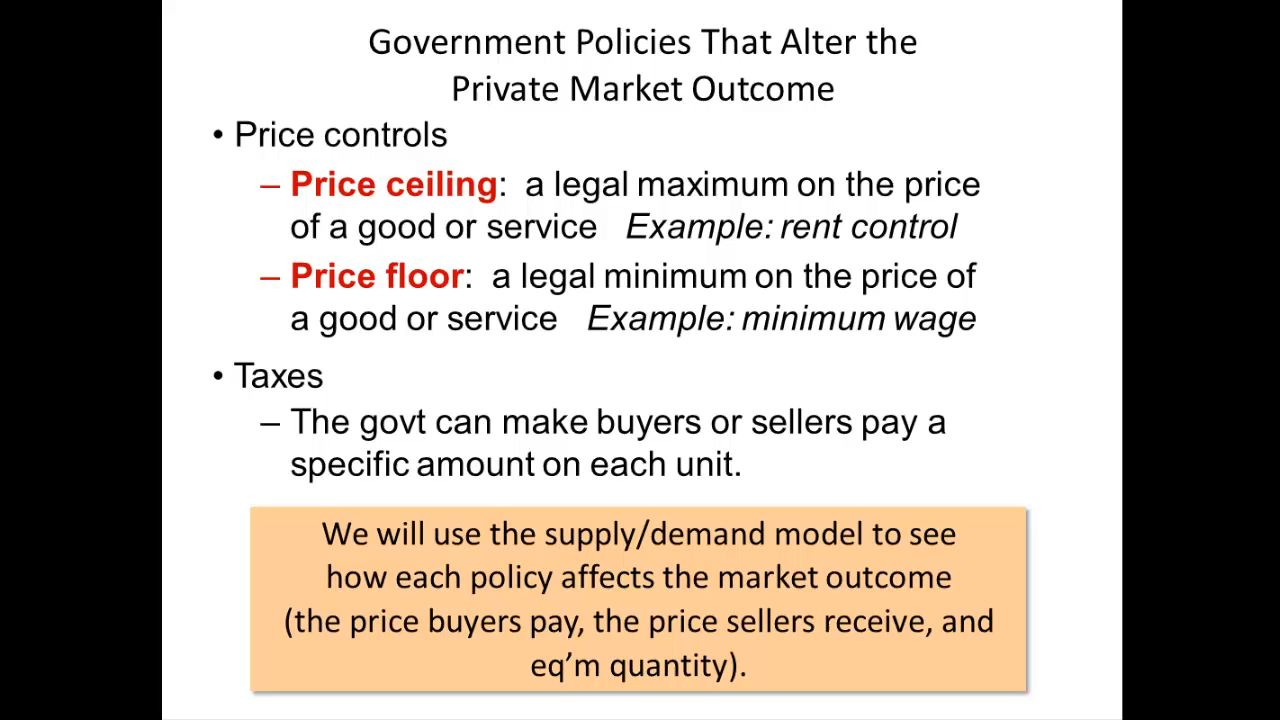 Government Policies That Alter the
Private Market Outcome
• Price controls
– Price ceiling: a legal maximum on the price
of a good or service Example: rent control
– Price floor: a legal minimum on the price of
a good or service Example: minimum wage
• Taxes
– The govt can make buyers or sellers pay a
specific amount on each unit.
We will use the supply/demand model to see
how each policy affects the market outcome
(the price buyers pay, the price sellers receive, and
eq’m quantity).